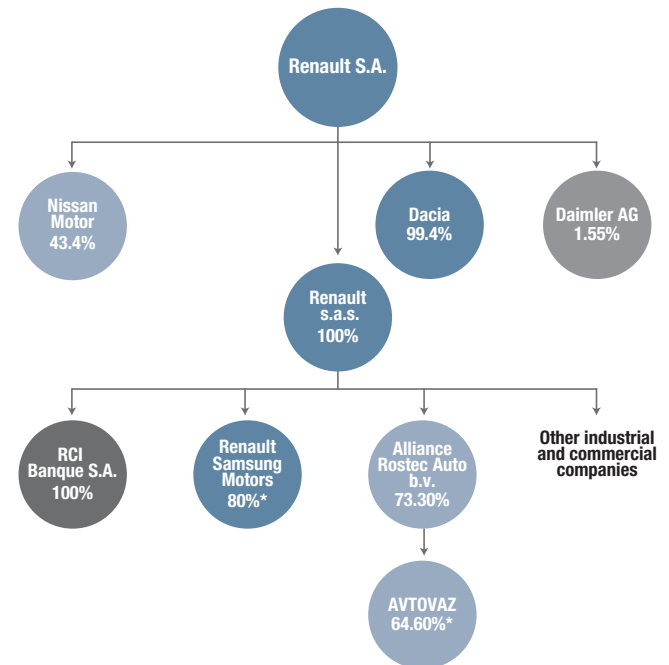 Renault S.A.
Nissan
Motor
43.4%
Dacia
99.4%
Daimler AG
1.55%
Renault
s.a.s.
100%
RCI
Banque S.A.
100%
Renault
Samsung
Motors
80%*
Alliance
Rostec Auto
b.v.
73.30%
Other industrial
and commercial
companies
AVTOVAZ
64.60%*